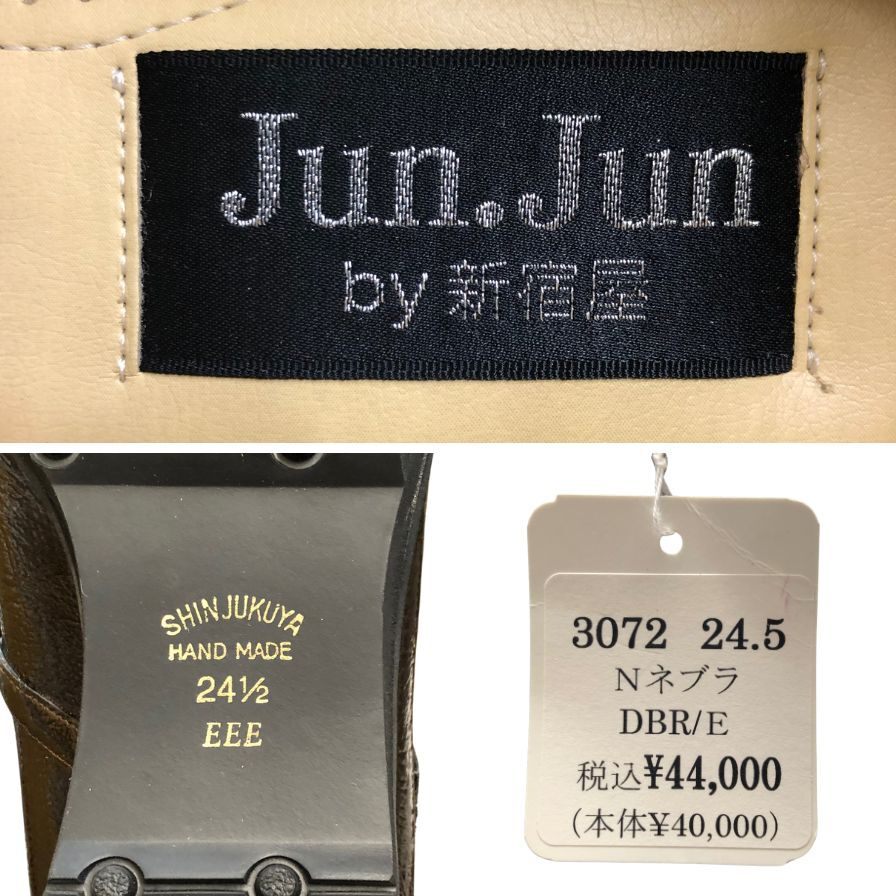 Jun.Jun
by 新宿屋
SHINJUKUYA
HAND MADE
24½
EEE
3072 24.5
Nネブラ
DBR/E
税込¥44,000
(本体¥40,000)